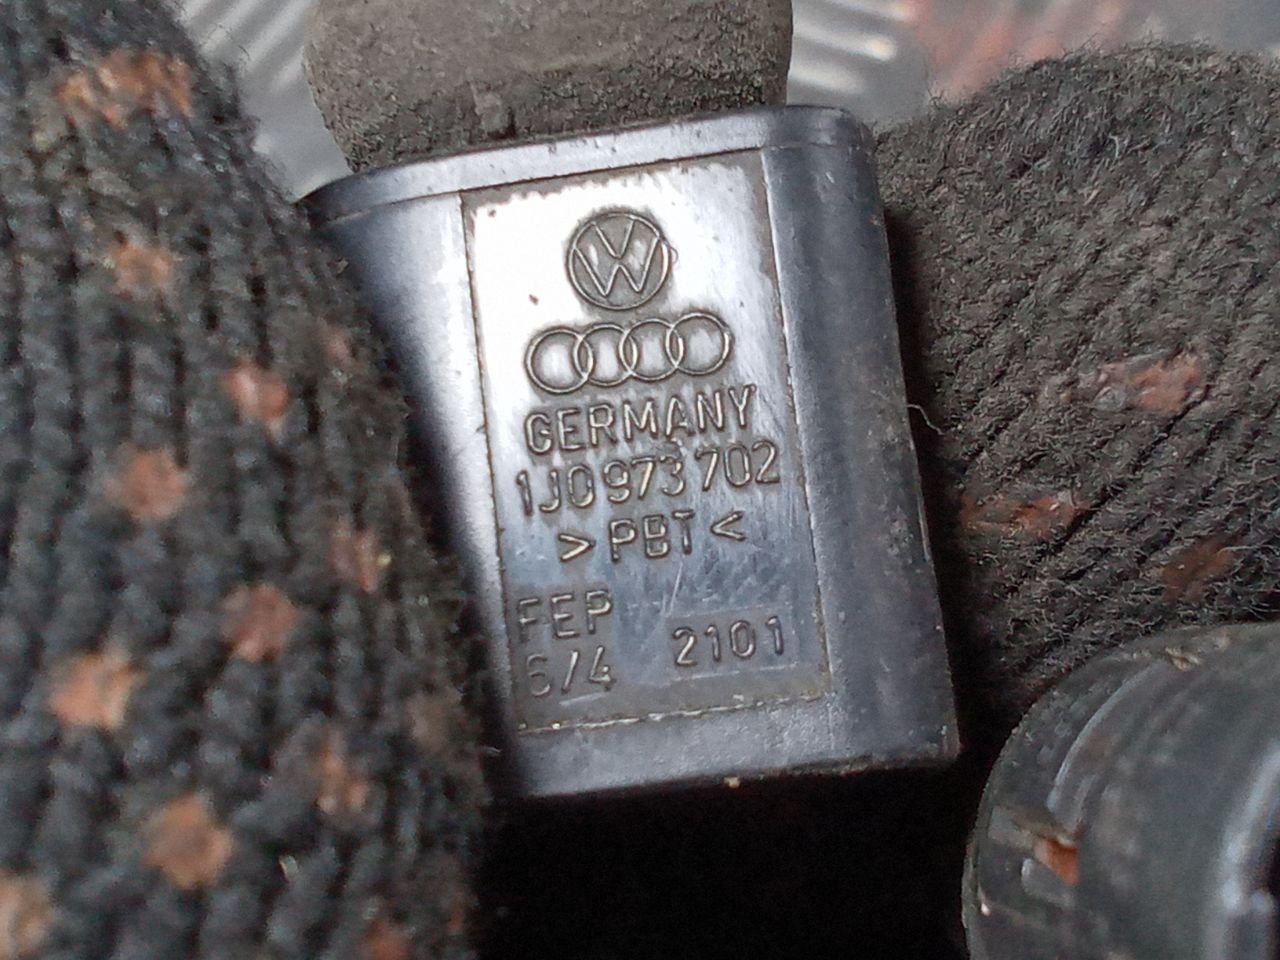 GERMANY
1J0973702
>PBT<
FEP
6/4 2101